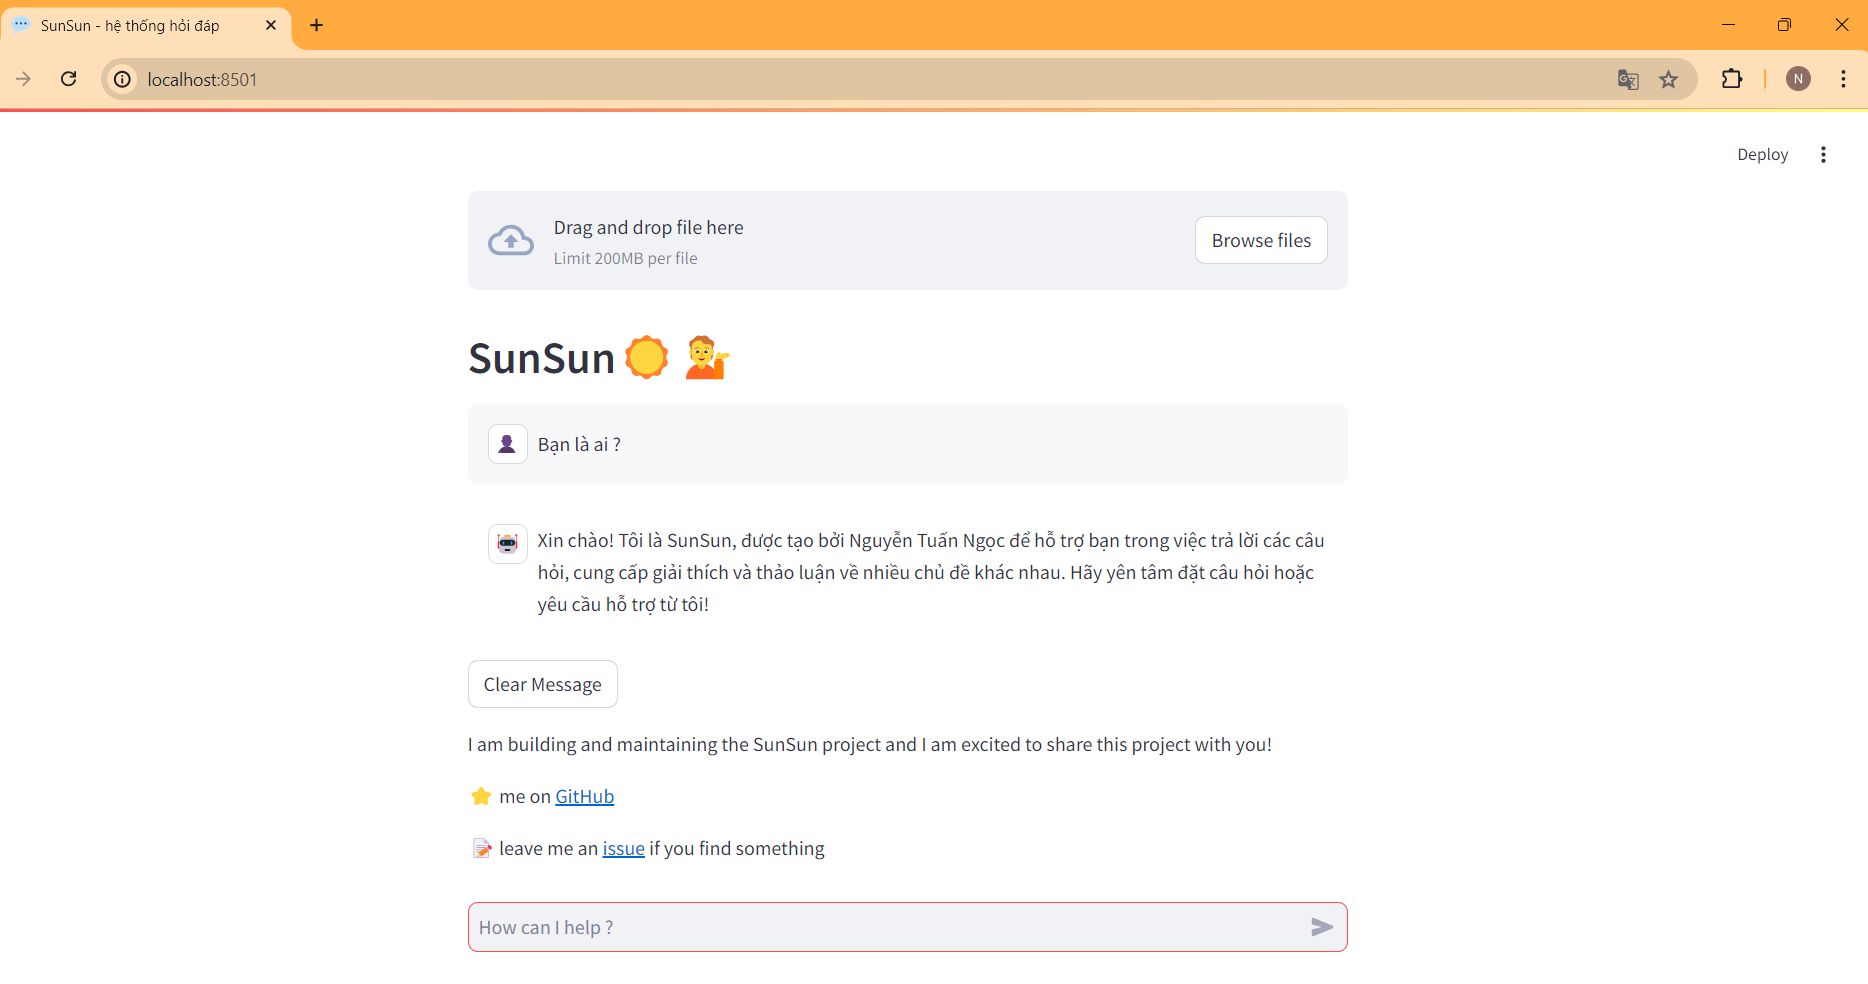 SunSun - hệ thống hỏi đáp
localhost:8501
N
Deploy
Drag and drop file here
Limit 200MB per file
Browse files
SunSun
Bạn là ai ?
Xin chào! Tôi là SunSun, được tạo bởi Nguyễn Tuấn Ngọc để hỗ trợ bạn trong việc trả lời các câu
hỏi, cung cấp giải thích và thảo luận về nhiều chủ đề khác nhau. Hãy yên tâm đặt câu hỏi hoặc
yêu cầu hỗ trợ từ tôi!
Clear Message
I am building and maintaining the SunSun project and I am excited to share this project with you!
me on GitHub
leave me an issue if you find something
How can I help ?